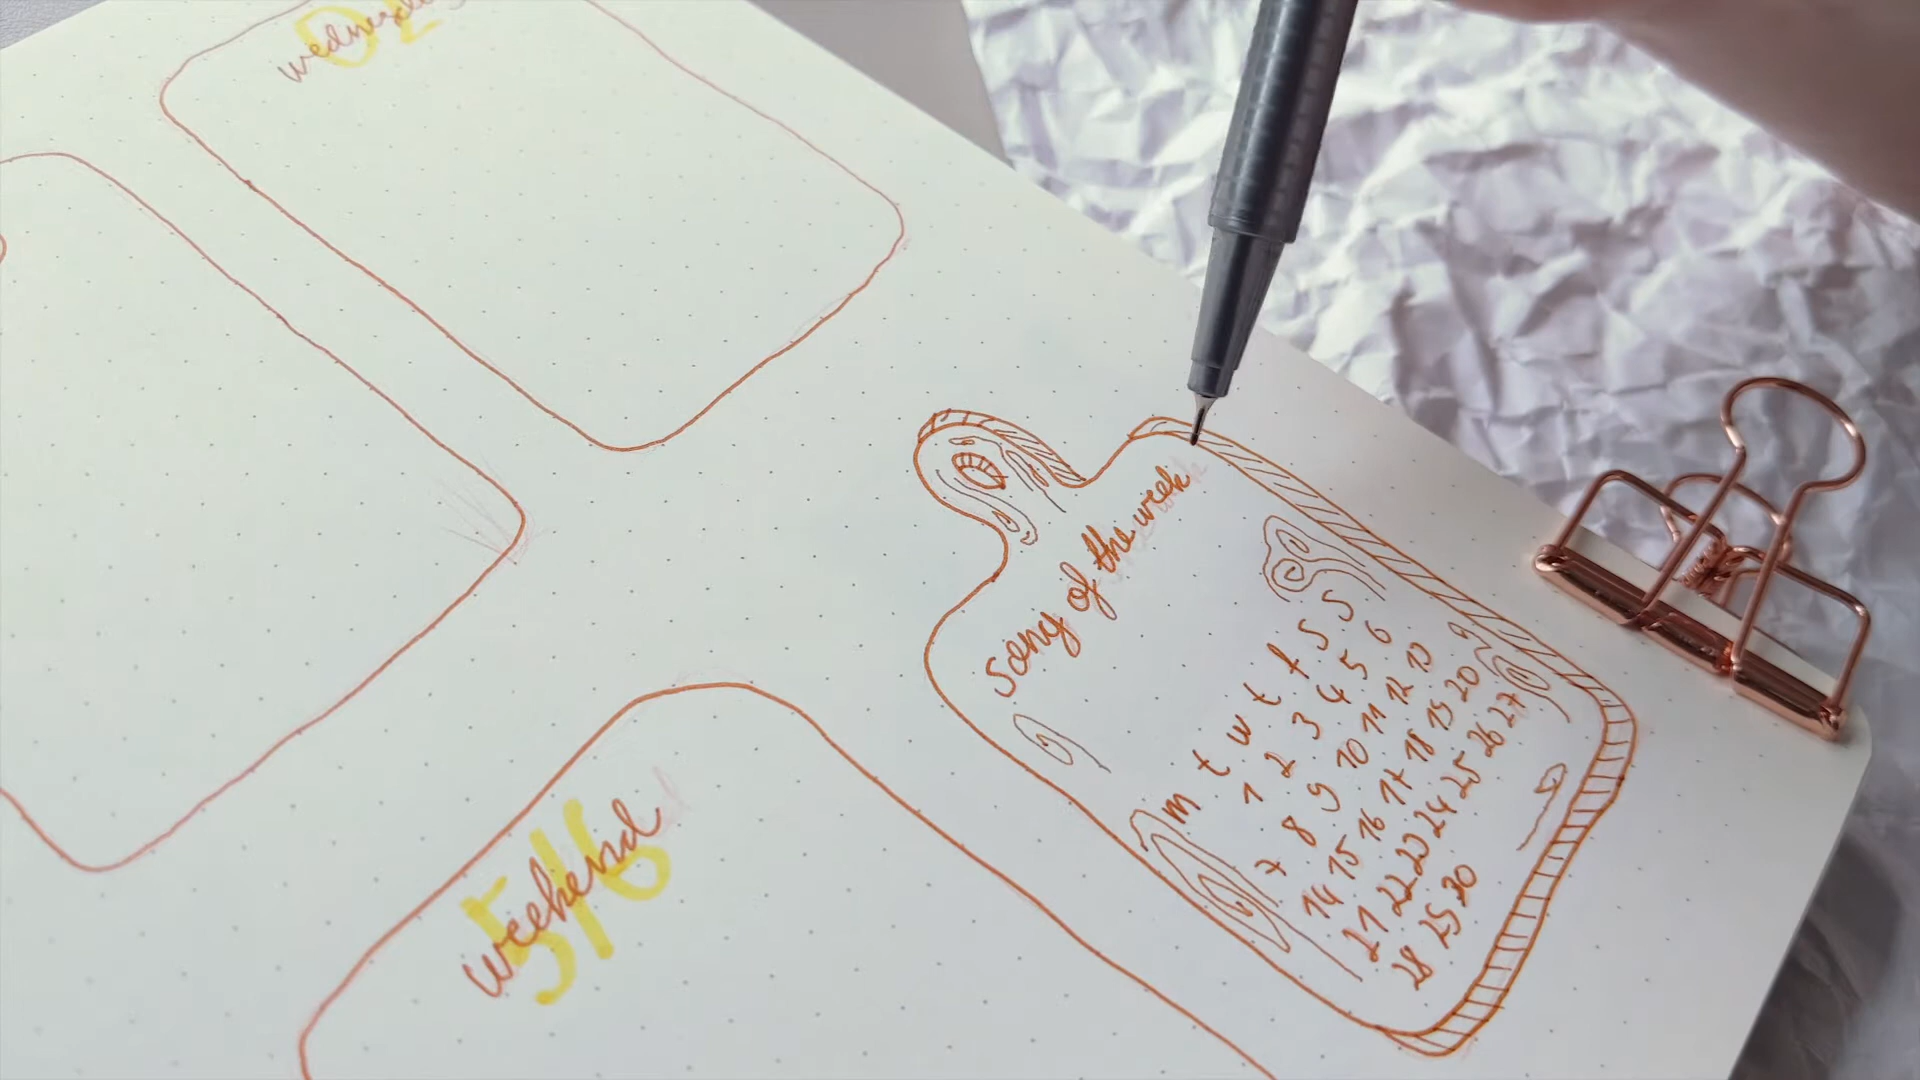 wednesday
02
song of the week
m t w t f s s
1 2 3 4 5 6
7 8 9 10 11 12 13
14 15 16 17 18 19 20
21 22 23 24 25 26 27
28 29 30
weekend
5/6